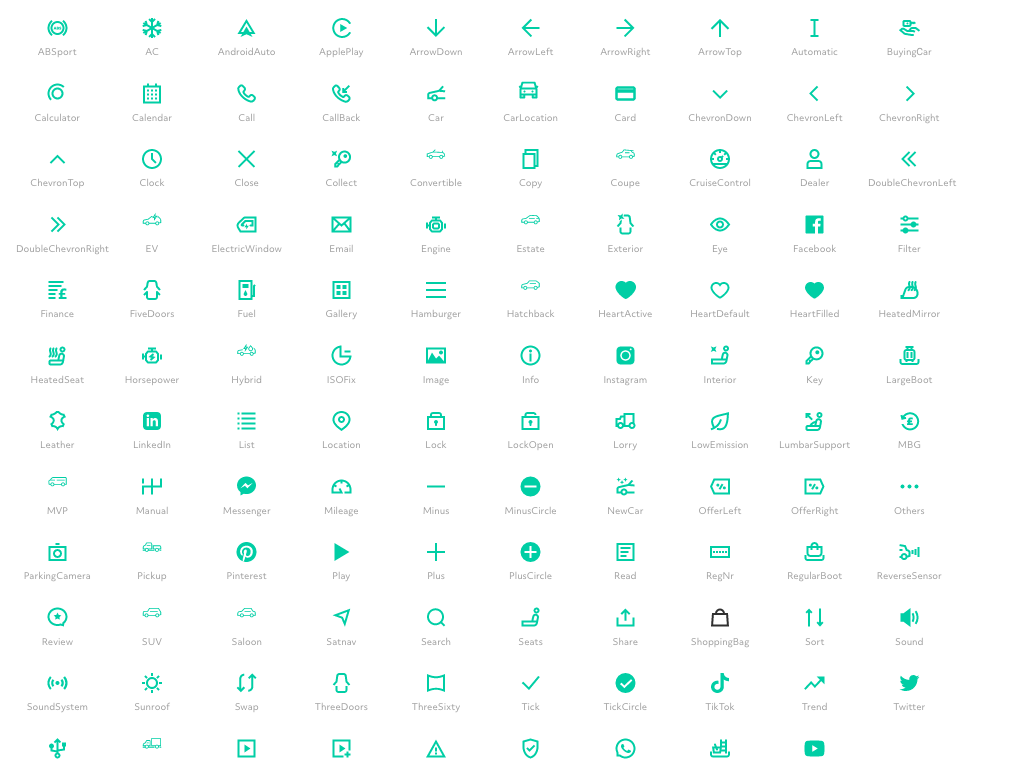 ABSport AC AndroidAuto ApplePlay ArrowDown ArrowLeft ArrowRight ArrowTop Automatic BuyingCar
Calculator Calendar Call CallBack Car CarLocation Card ChevronDown ChevronLeft ChevronRight
ChevronTop Clock Close Collect Convertible Copy Coupe CruiseControl Dealer DoubleChevronLeft
DoubleChevronRight EV ElectricWindow Email Engine Estate Exterior Eye Facebook Filter
Finance FiveDoors Fuel Gallery Hamburger Hatchback HeartActive HeartDefault HeartFilled HeatedMirror
HeatedSeat Horsepower Hybrid ISOFix Image Info Instagram Interior Key LargeBoot
Leather LinkedIn List Location Lock LockOpen Lorry LowEmission LumbarSupport MBG
MVP Manual Messenger Mileage Minus MinusCircle NewCar OfferLeft OfferRight Others
ParkingCamera Pickup Pinterest Play Plus PlusCircle Read RegNr RegularBoot ReverseSensor
Review SUV Saloon Satnav Search Seats Share ShoppingBag Sort Sound
SoundSystem Sunroof Swap ThreeDoors ThreeSixty Tick TickCircle TikTok Trend Twitter